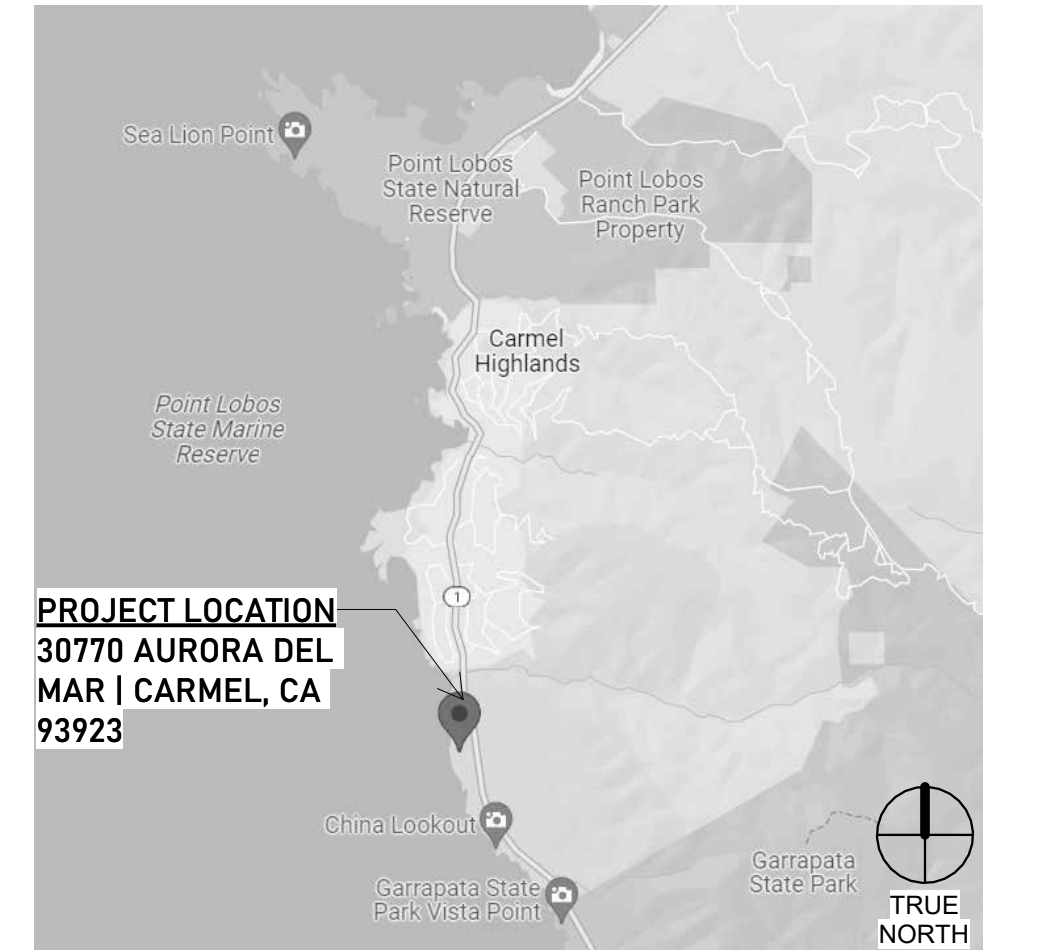 Sea Lion Point
Point Lobos
State Natural
Reserve
Point Lobos
Ranch Park
Property
Carmel
Highlands
Point Lobos
State Marine
Reserve
1
PROJECT LOCATION
30770 AURORA DEL
MAR | CARMEL, CA
93923
China Lookout
Garrapata State
Park Vista Point
Garrapata
State Park
TRUE
NORTH